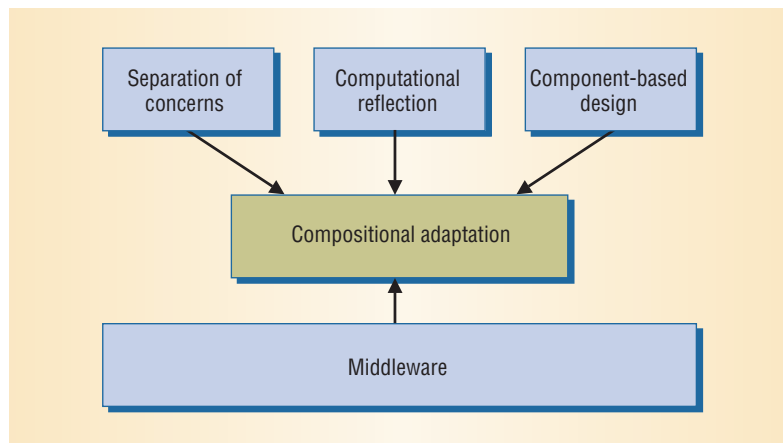 Separation of
concerns
Computational
reflection
Component-based
design
Compositional adaptation
Middleware